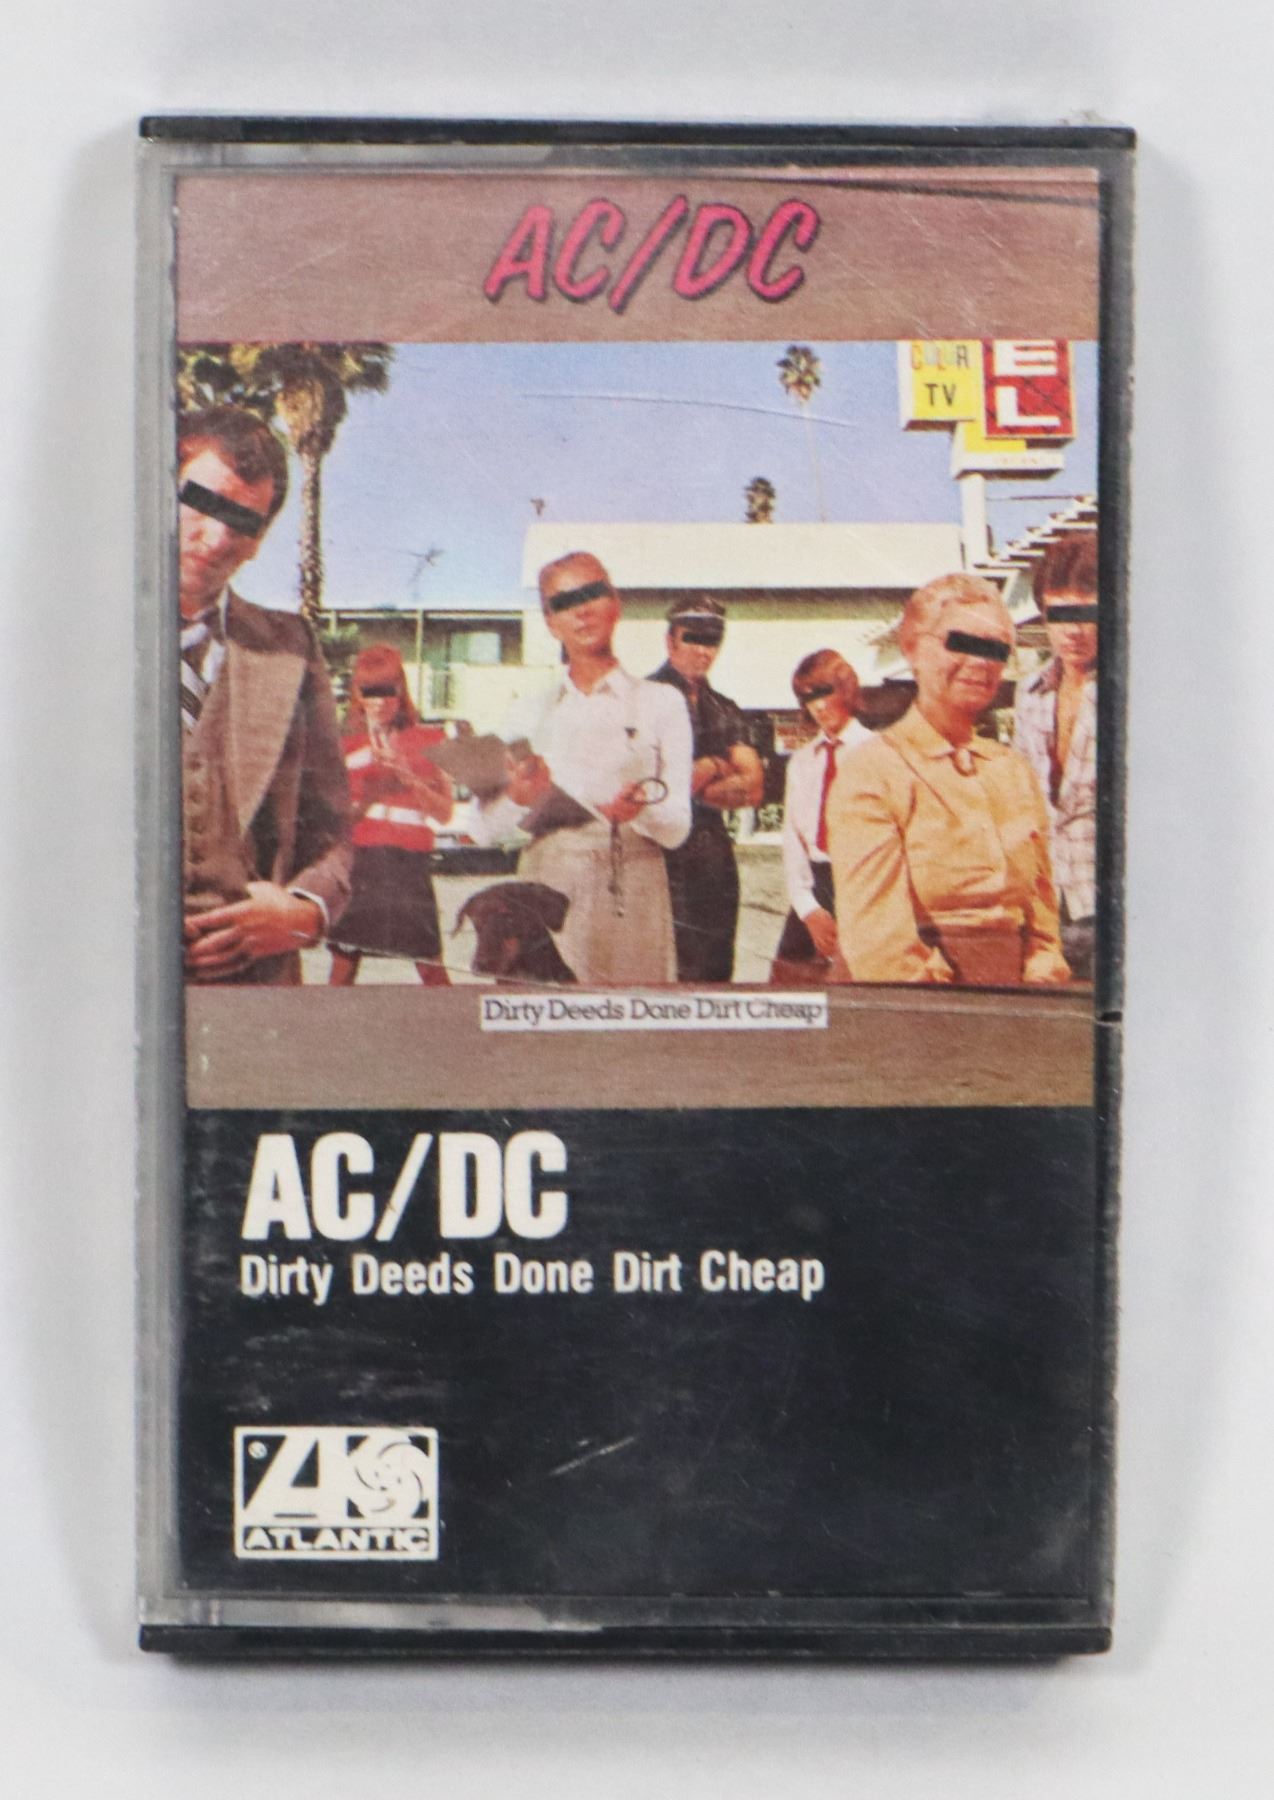 AC/DC
COLOR
TV
EL
Dirty Deeds Done Dirt Cheap
AC/DC
Dirty Deeds Done Dirt Cheap
®
ATLANTIC